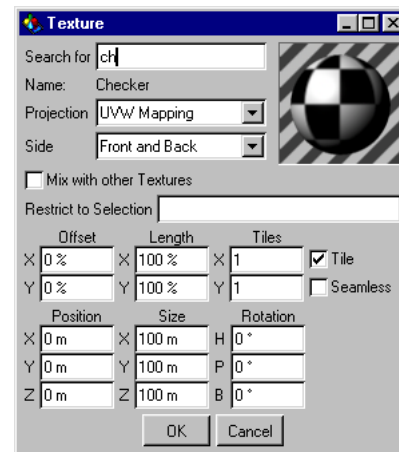 Texture
Search for ch
Name: Checker
Projection UVW Mapping
Side Front and Back
Mix with other Textures
Restrict to Selection
Offset Length Tiles
X 0 % X 100 % X 1 Tile
Y 0 % Y 100 % Y 1 Seamless
Position Size Rotation
X 0 m X 100 m H 0 °
Y 0 m Y 100 m P 0 °
Z 0 m Z 100 m B 0 °
OK Cancel